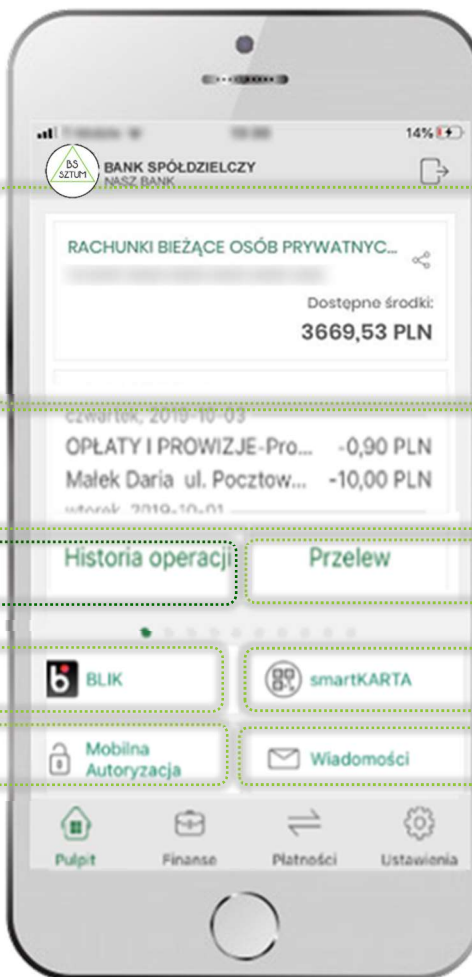 14%
BS
SZTUM
BANK SPÓŁDZIELCZY
NASZ BANK
RACHUNKI BIEŻĄCE OSÓB PRYWATNYC...
Dostępne środki:
3669,53 PLN
czwartek, 2019-10-03
OPŁATY I PROWIZJE-Pro... -0,90 PLN
Małek Daria ul. Pocztow... -10,00 PLN
wtorek, 2019-10-01
Historia operacji Przelew
BLIK smartKARTA
Mobilna
Autoryzacja
Wiadomości
Pulpit Finanse Płatności Ustawienia